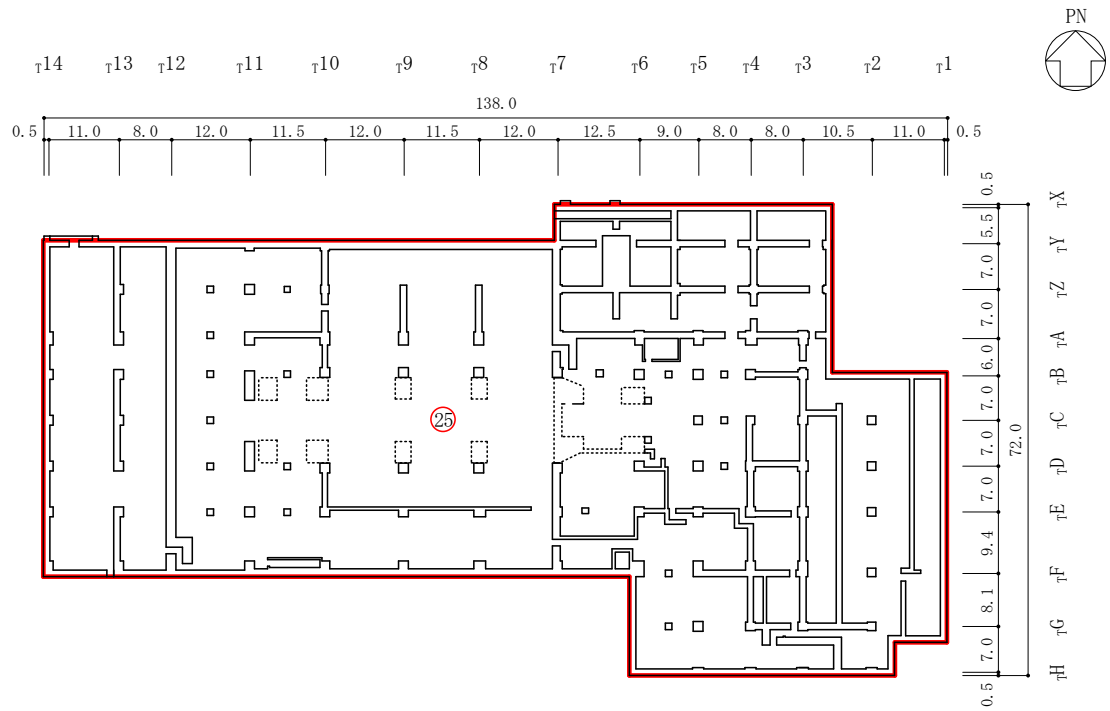 PN
T14 T13 T12 T11 T10 T9 T8 T7 T6 T5 T4 T3 T2 T1
138.0
0.5 11.0 8.0 12.0 11.5 12.0 11.5 12.0 12.5 9.0 8.0 8.0 10.5 11.0 0.5
0.5 TX
5.5
TY
7.0
TZ
7.0
TA
6.0
TB
7.0
TC
7.0
72.0
TD
7.0
TE
9.4
TF
8.1
TG
7.0
TH
0.5
25